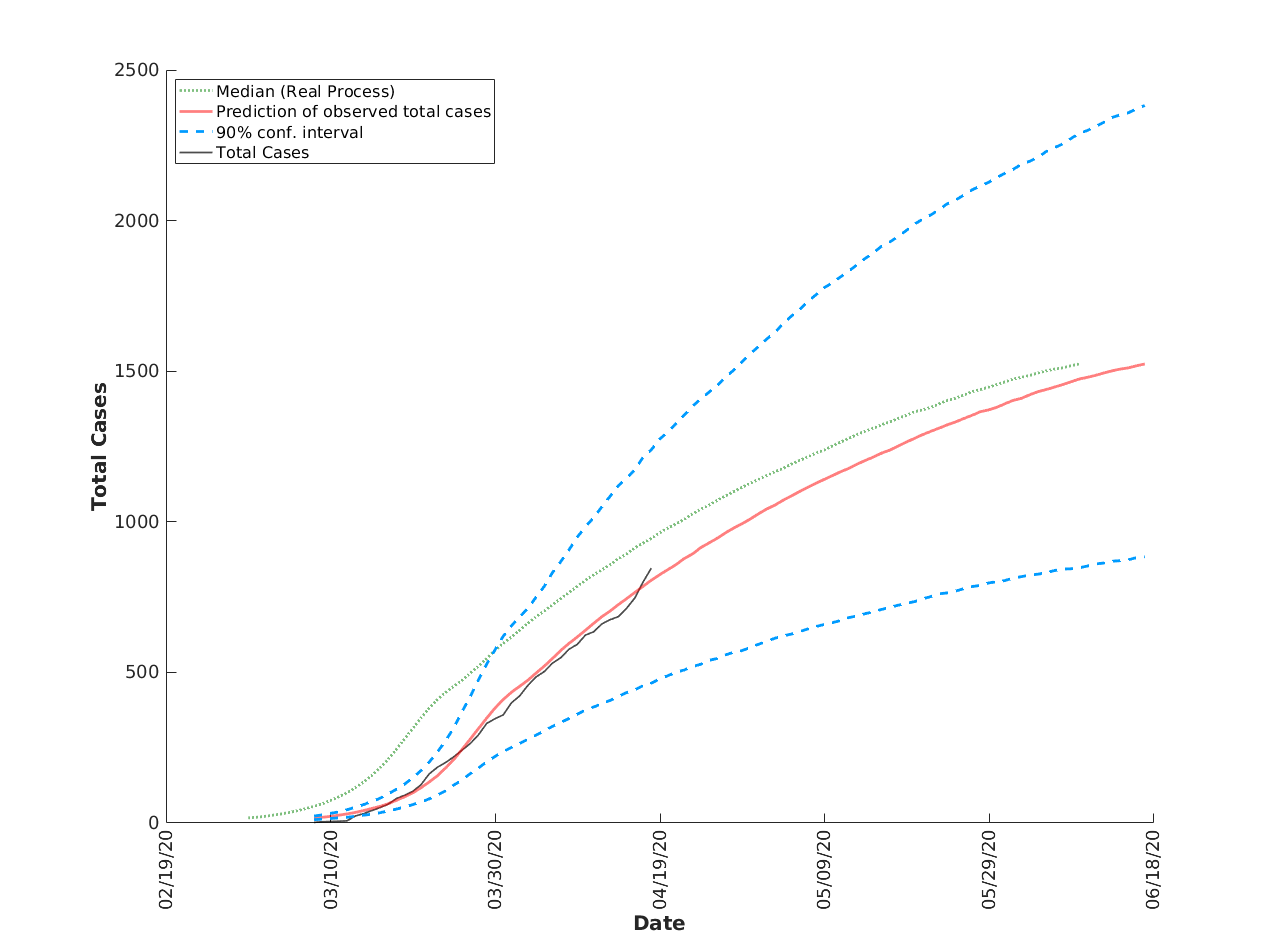 2500
2000
1500
1000
500
0
Total Cases
Median (Real Process)
Prediction of observed total cases
90% conf. interval
Total Cases
02/19/20
03/10/20
03/30/20
04/19/20
05/09/20
05/29/20
06/18/20
Date